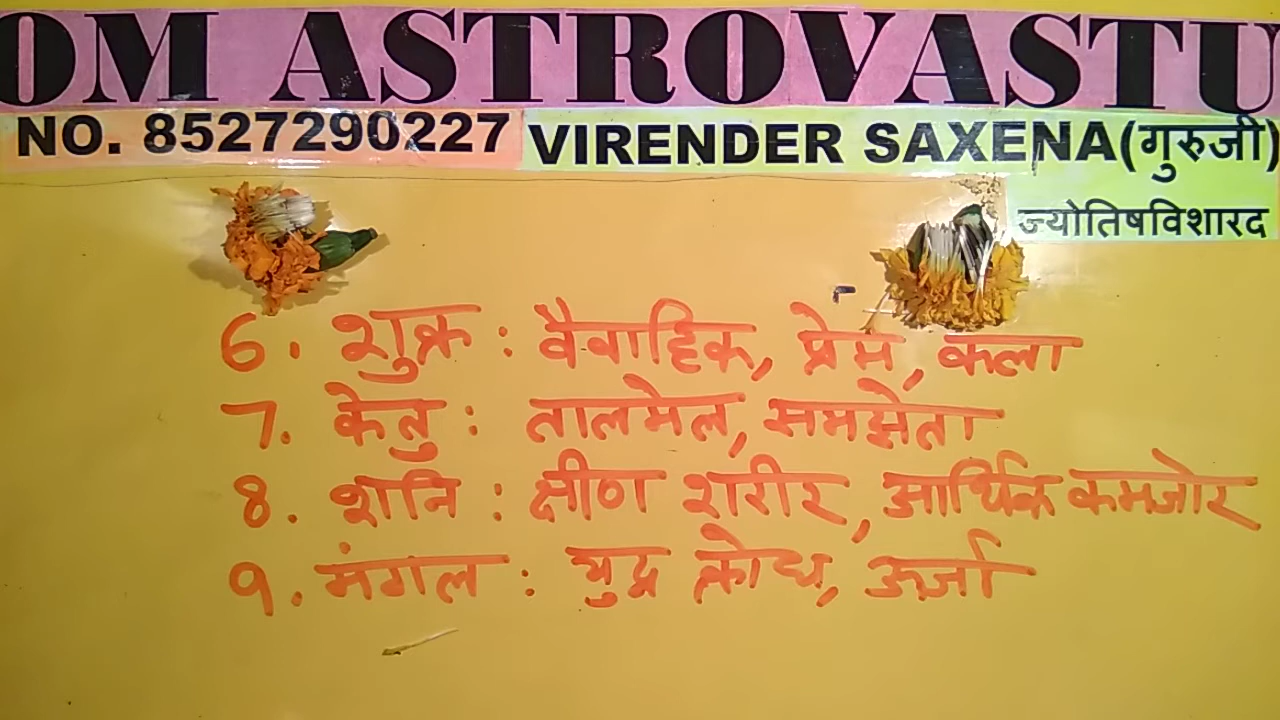 OM ASTROVASTU
NO. 8527290227 VIRENDER SAXENA(गुरुजी)
ज्योतिषविशारद
6. शुक्र : वैवाहिक, प्रेम, कला
7. केतु : तालमेल, समझेता
8. शनि : क्षीण शरीर, आर्थिक कमजोर
9. मंगल : युद्ध क्रोध, ऊर्जा